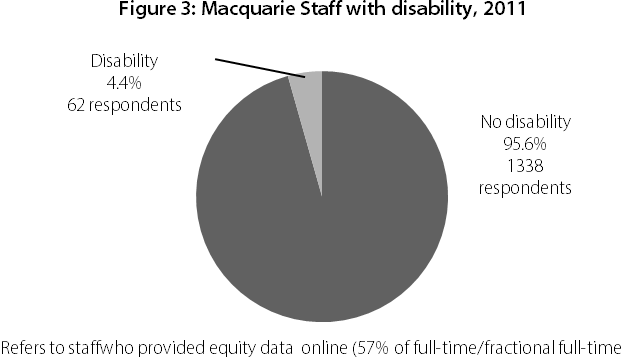 Figure 3: Macquarie Staff with disability, 2011
Disability
4.4%
62 respondents
No disability
95.6%
1338
respondents
Refers to staffwho provided equity data online (57% of full-time/fractional full-time